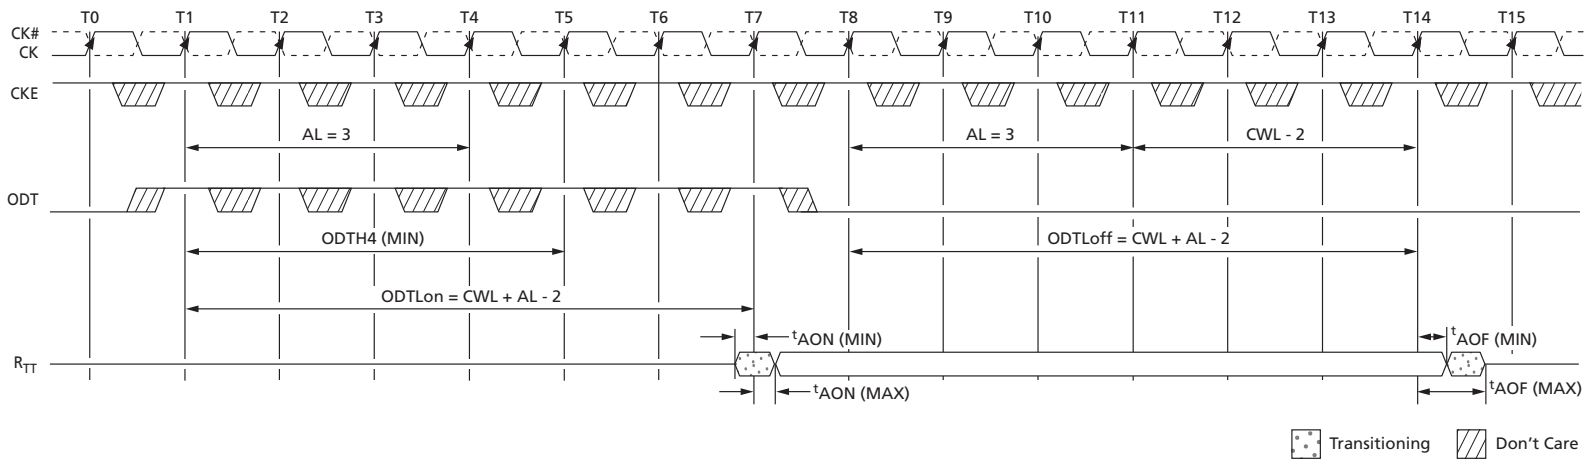 T0 T1 T2 T3 T4 T5 T6 T7 T8 T9 T10 T11 T12 T13 T14 T15
CK#
CK
CKE
AL = 3 AL = 3 CWL - 2
ODT
ODTH4 (MIN) ODTLoff = CWL + AL - 2
ODTLon = CWL + AL - 2
tAON (MIN) tAOF (MIN)
RTT
tAON (MAX) tAOF (MAX)
Transitioning Don't Care